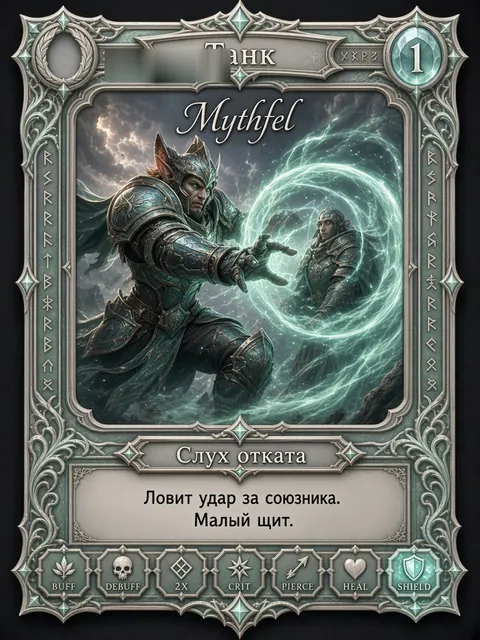 Танк
1
Mythfel
Слух отката
Ловит удар за союзника.
Малый щит.
BUFF DEBUFF 2X CRIT PIERCE HEAL SHIELD